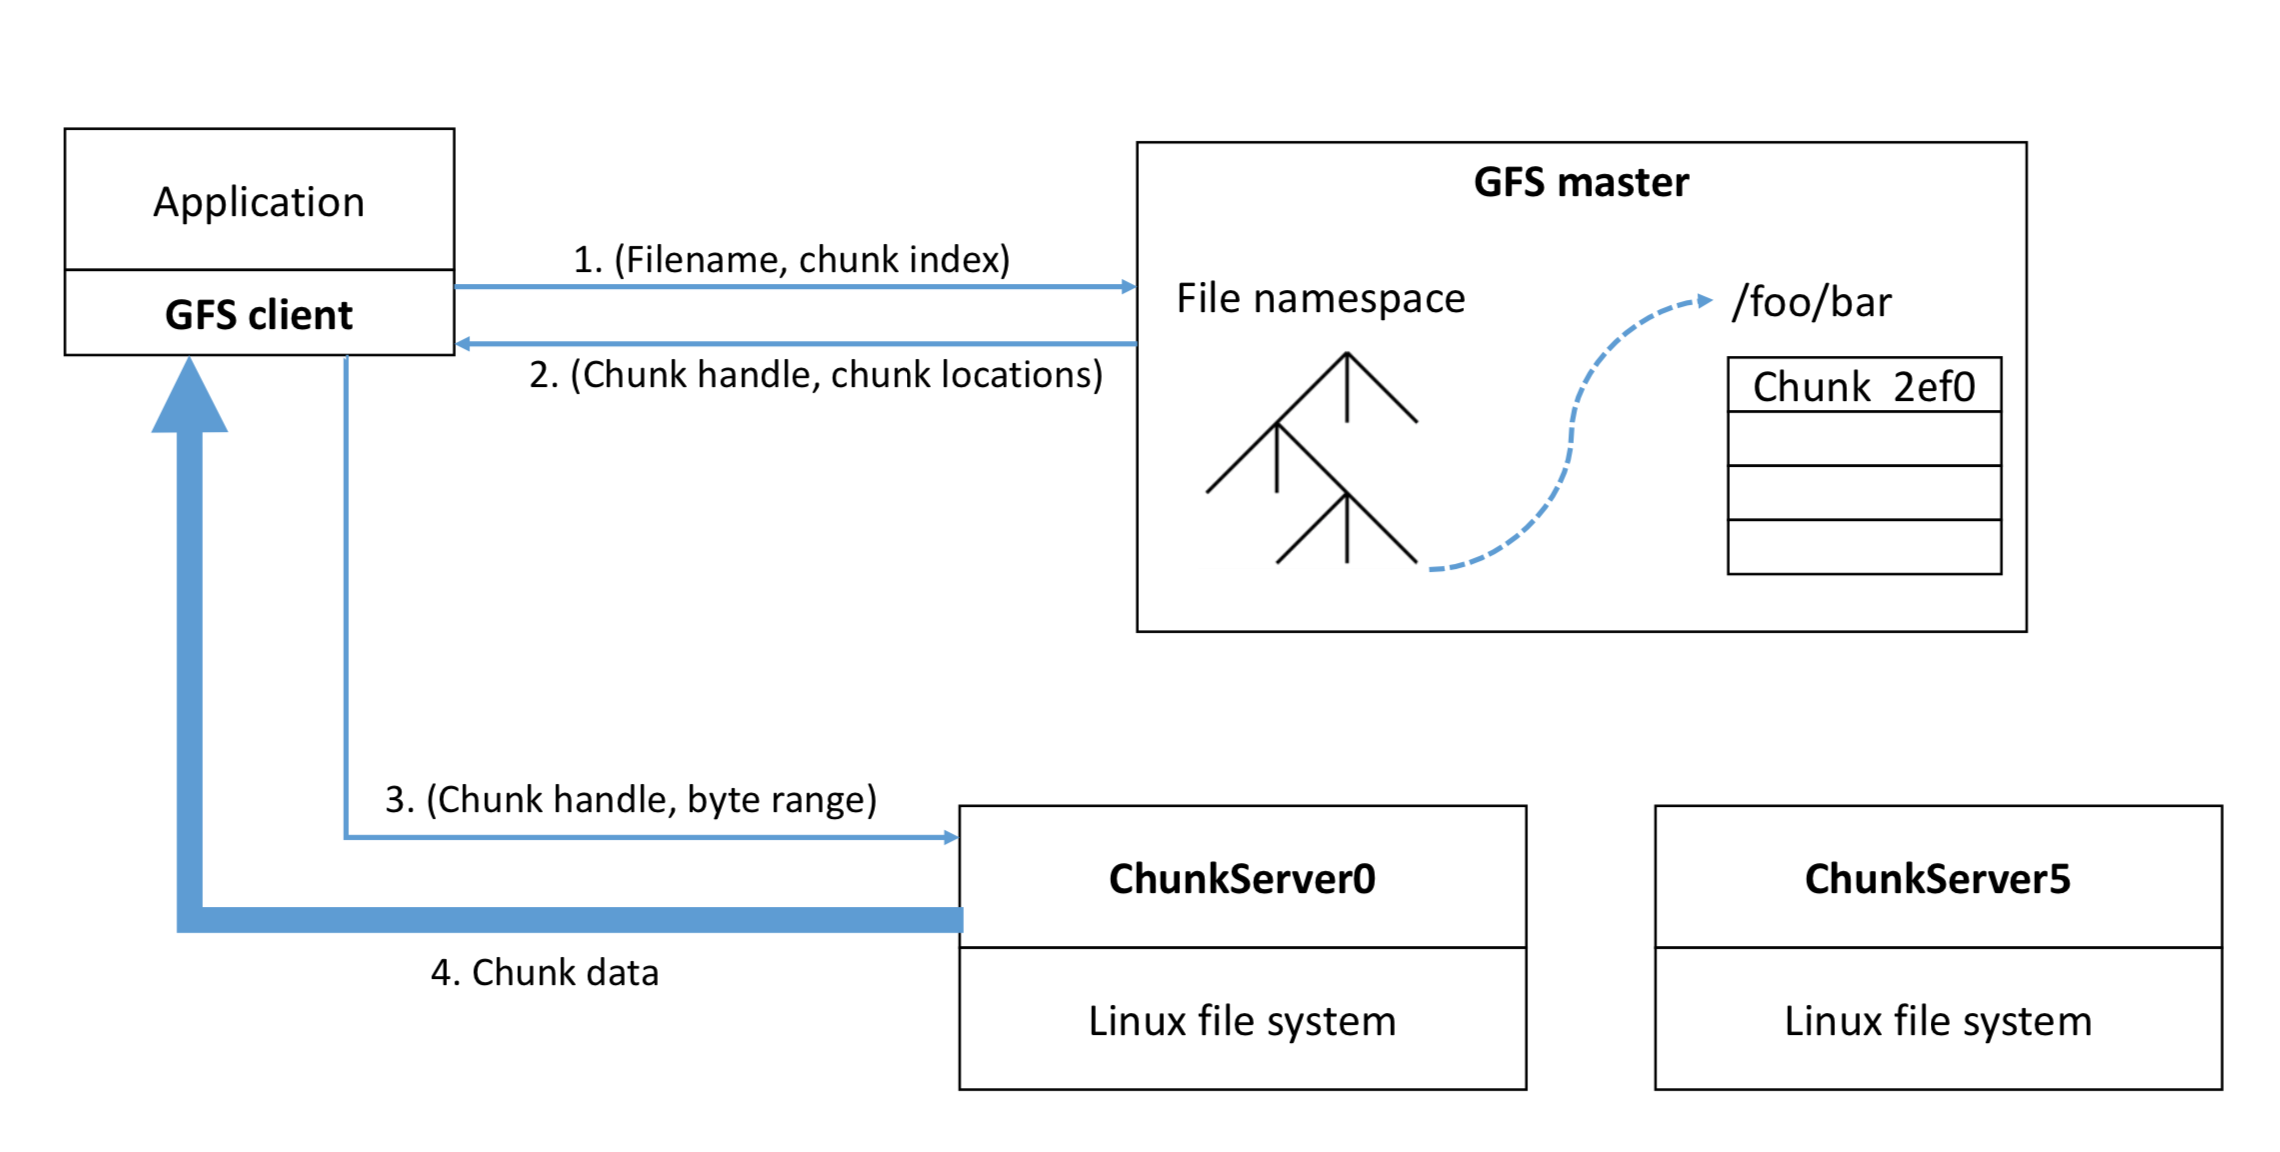 Application
GFS client
1. (Filename, chunk index)
2. (Chunk handle, chunk locations)
GFS master
File namespace
/foo/bar
Chunk  2ef0
3. (Chunk handle, byte range)
4. Chunk data
ChunkServer0
Linux file system
ChunkServer5
Linux file system